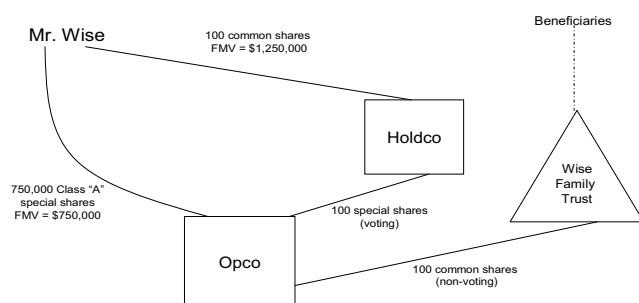 Beneficiaries
Mr. Wise
100 common shares
FMV = $1,250,000
Holdco
Wise
Family
Trust
750,000 Class “A”
special shares
FMV = $750,000
100 special shares
(voting)
Opco
100 common shares
(non-voting)